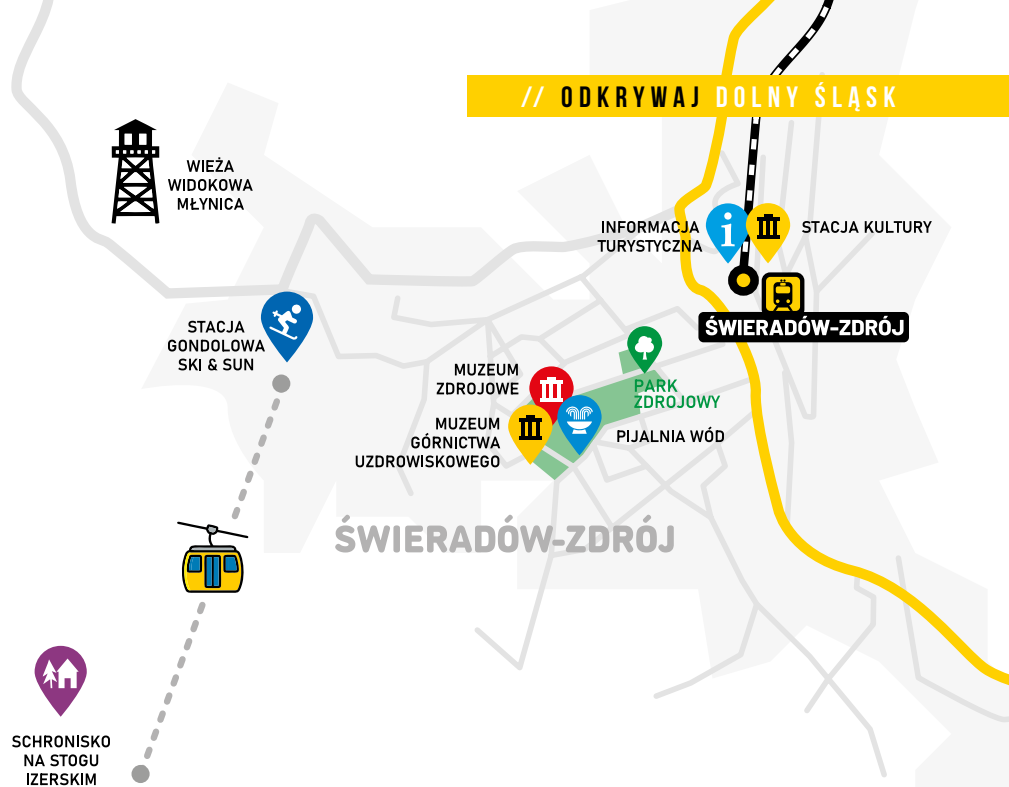 // ODKRYWAJ DOLNY ŚLĄSK
WIEŻA
WIDOKOWA
MŁYNICA
INFORMACJA
TURYSTYCZNA
i
STACJA KULTURY
ŚWIERADÓW-ZDRÓJ
STACJA
GONDOLOWA
SKI & SUN
MUZEUM
ZDROJOWE
PARK
ZDROJOWY
MUZEUM
GÓRNICTWA
UZDROWISKOWEGO
PIJALNIA WÓD
ŚWIERADÓW-ZDRÓJ
SCHRONISKO
NA STOGU
IZERSKIM